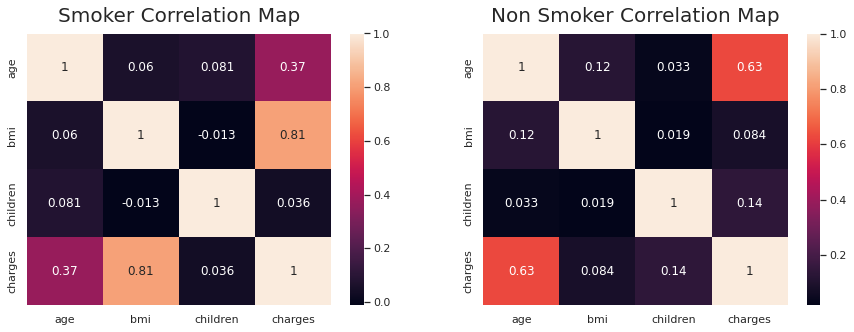 Smoker Correlation Map
age 1 0.06 0.081 0.37
bmi 0.06 1 -0.013 0.81
children 0.081 -0.013 1 0.036
charges 0.37 0.81 0.036 1
age bmi children charges
1.0
0.8
0.6
0.4
0.2
0.0
Non Smoker Correlation Map
age 1 0.12 0.033 0.63
bmi 0.12 1 0.019 0.084
children 0.033 0.019 1 0.14
charges 0.63 0.084 0.14 1
age bmi children charges
1.0
0.8
0.6
0.4
0.2